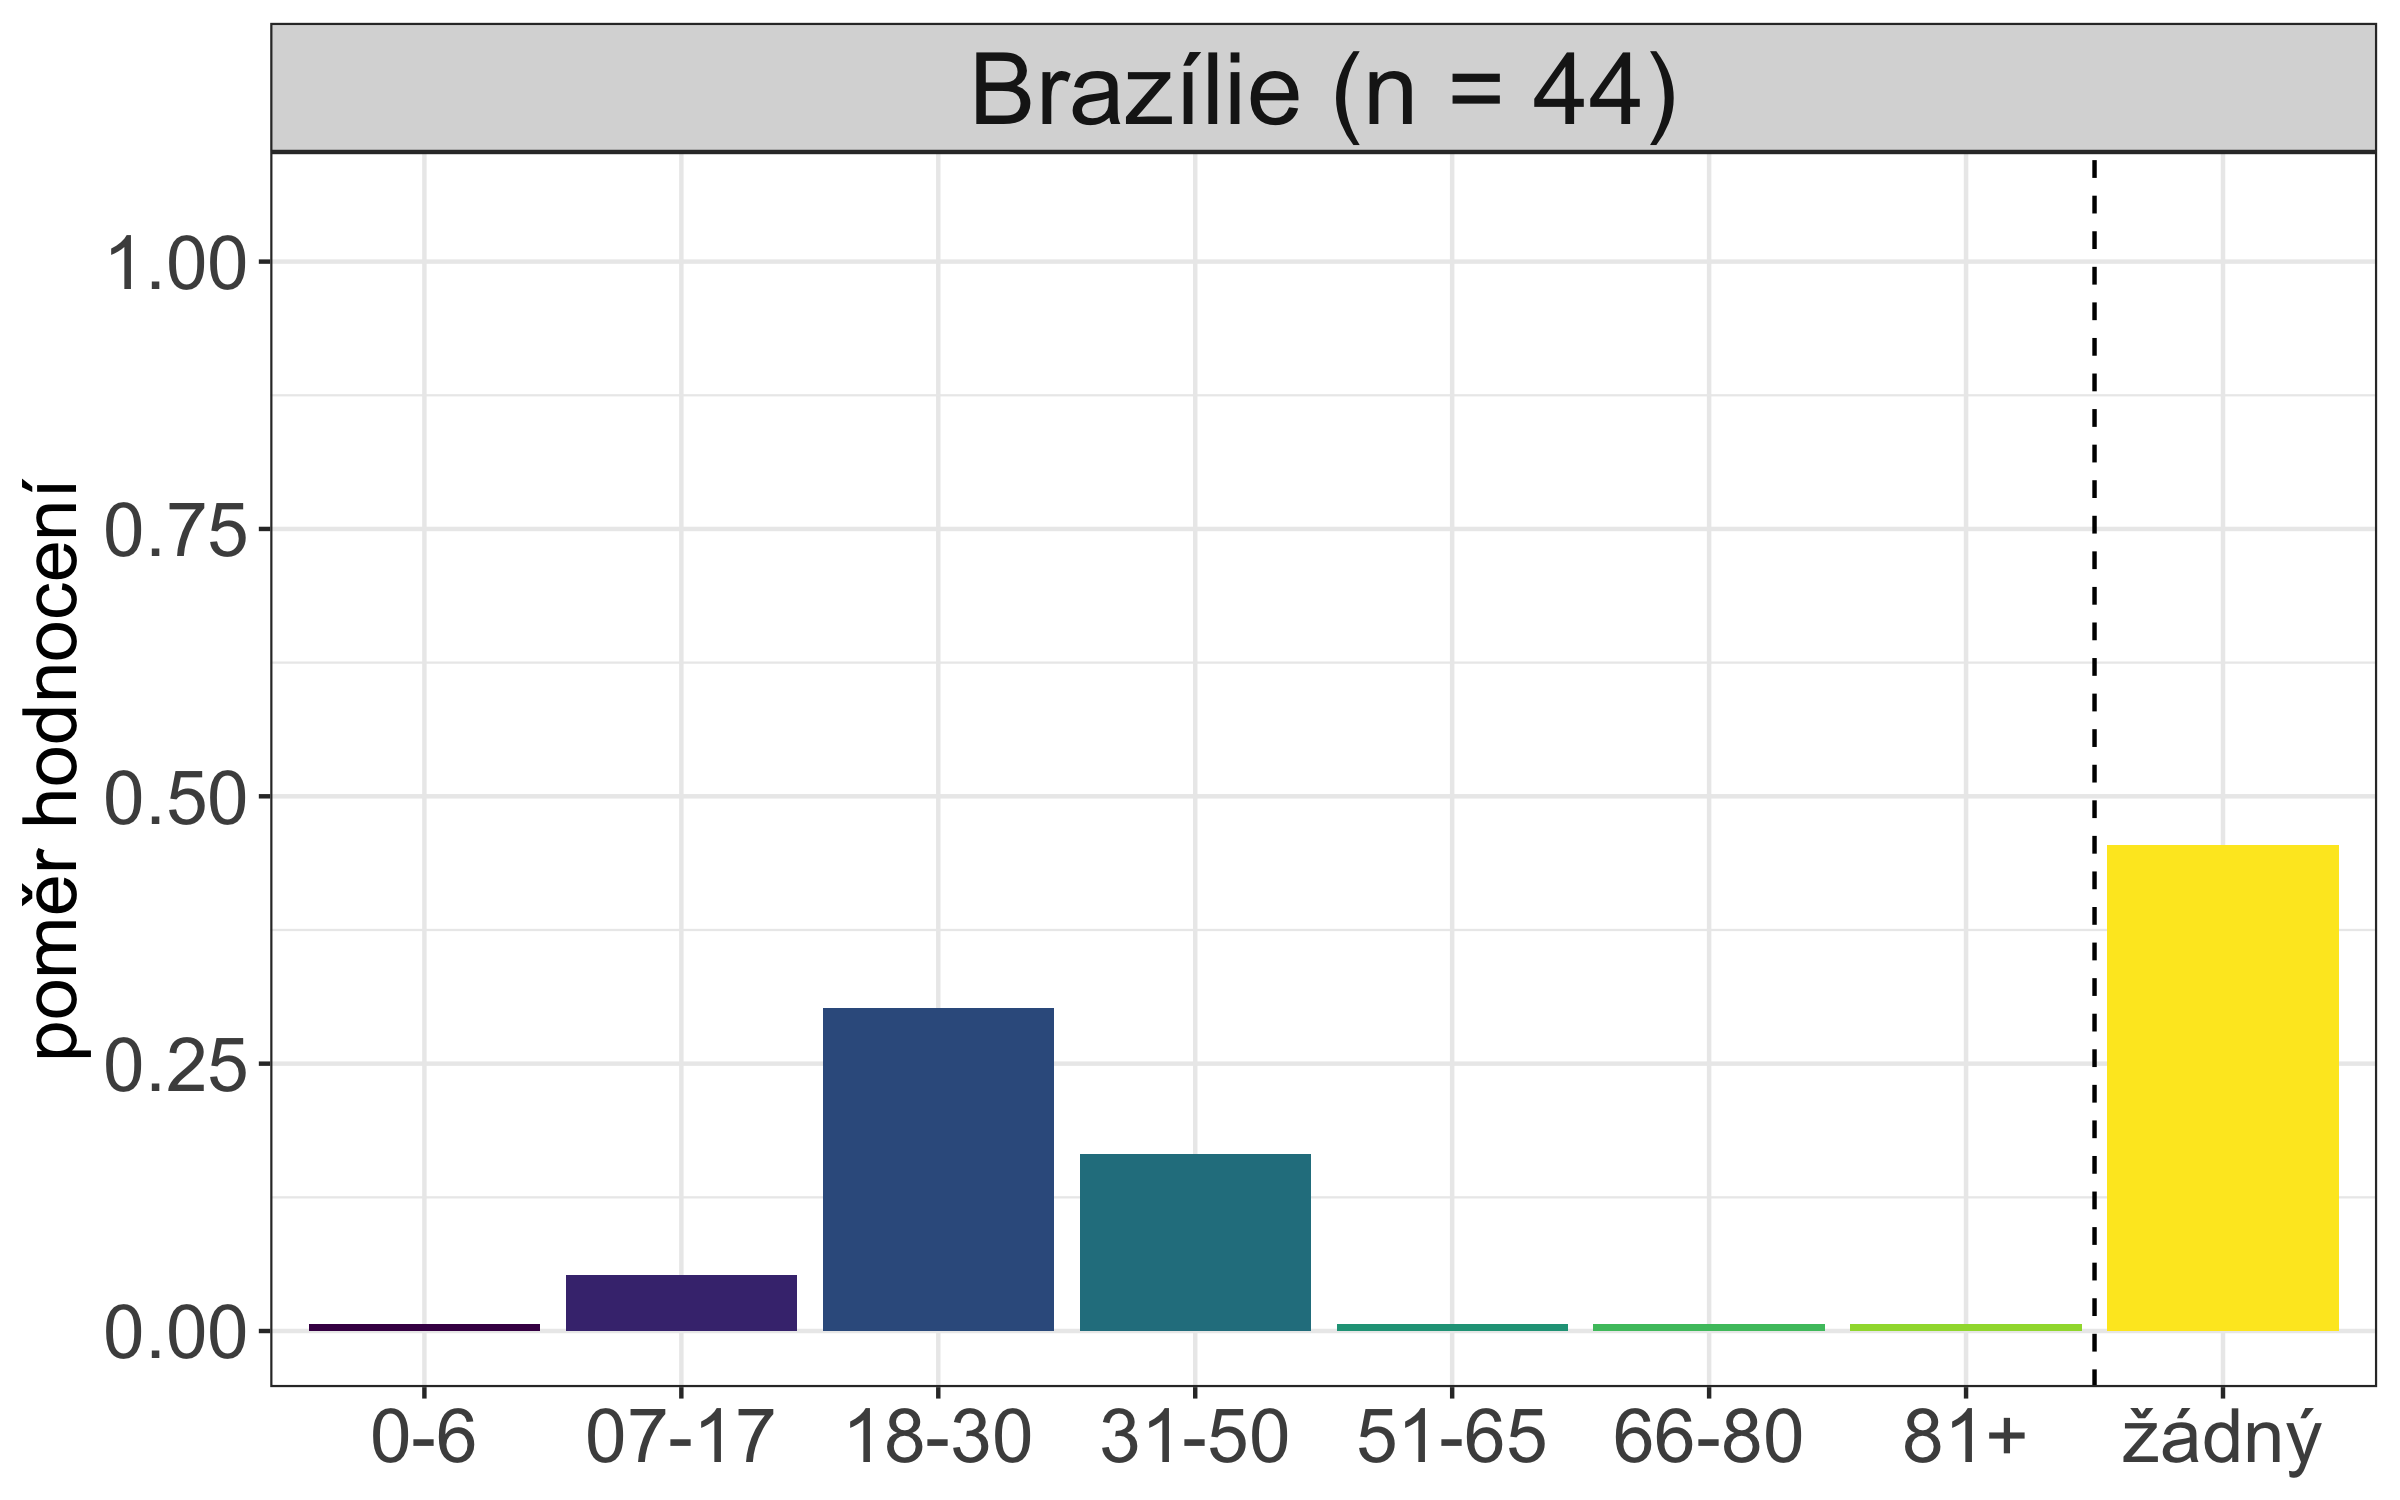 Brazílie (n = 44)
poměr hodnocení
1.00
0.75
0.50
0.25
0.00
0-6 07-17 18-30 31-50 51-65 66-80 81+ žádný